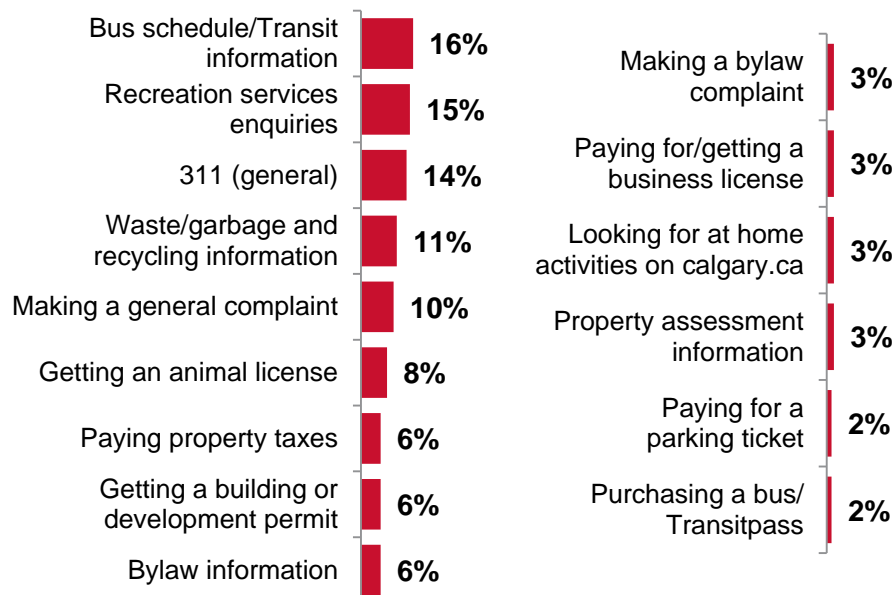 Bus schedule/Transit
information
16%
Recreation services
enquiries
15%
311 (general)
14%
Waste/garbage and
recycling information
11%
Making a general complaint
10%
Getting an animal license
8%
Paying property taxes
6%
Getting a building or
development permit
6%
Bylaw information
6%
Making a bylaw
complaint
3%
Paying for/getting a
business license
3%
Looking for at home
activities on calgary.ca
3%
Property assessment
information
3%
Paying for a
parking ticket
2%
Purchasing a bus/
Transitpass
2%